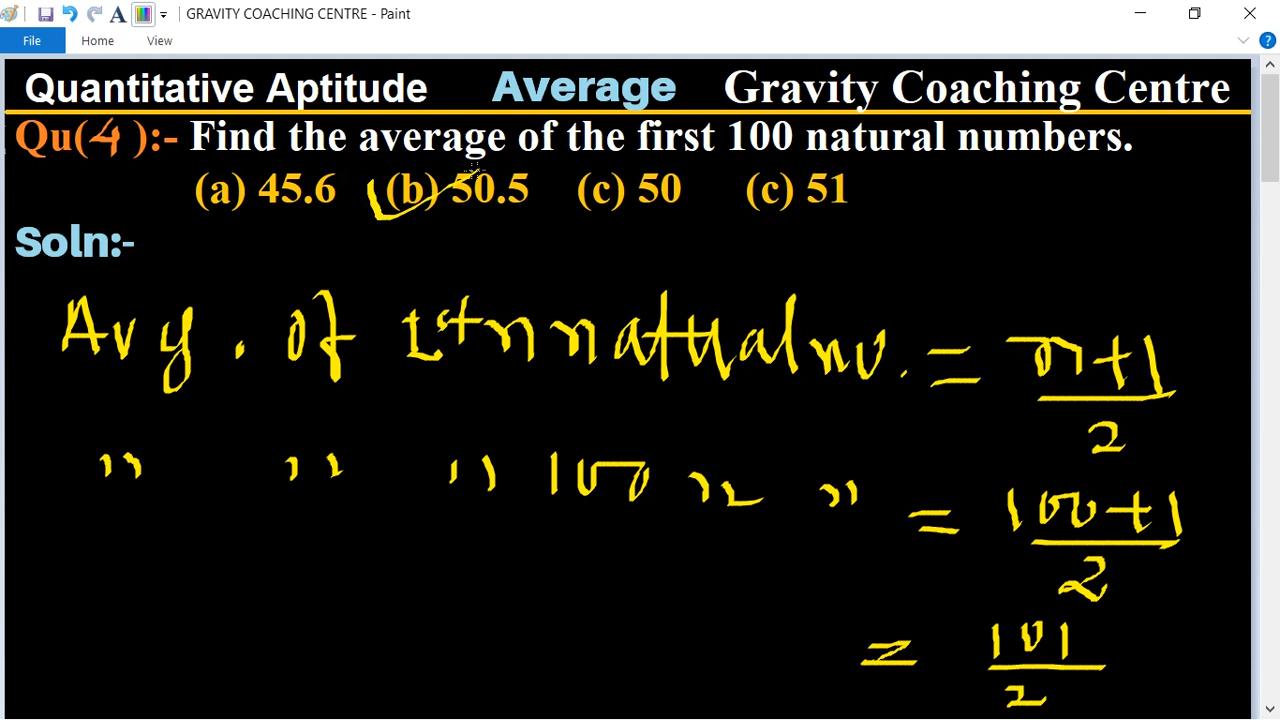 GRAVITY COACHING CENTRE - Paint
File Home View
Quantitative Aptitude Average Gravity Coaching Centre
Qu(4):- Find the average of the first 100 natural numbers.
(a) 45.6 (b) 50.5 (c) 50 (c) 51
Soln:-
Avg. of 1st n natural no. = n+1/2
" " " 100 " " = 100+1/2
= 101/2